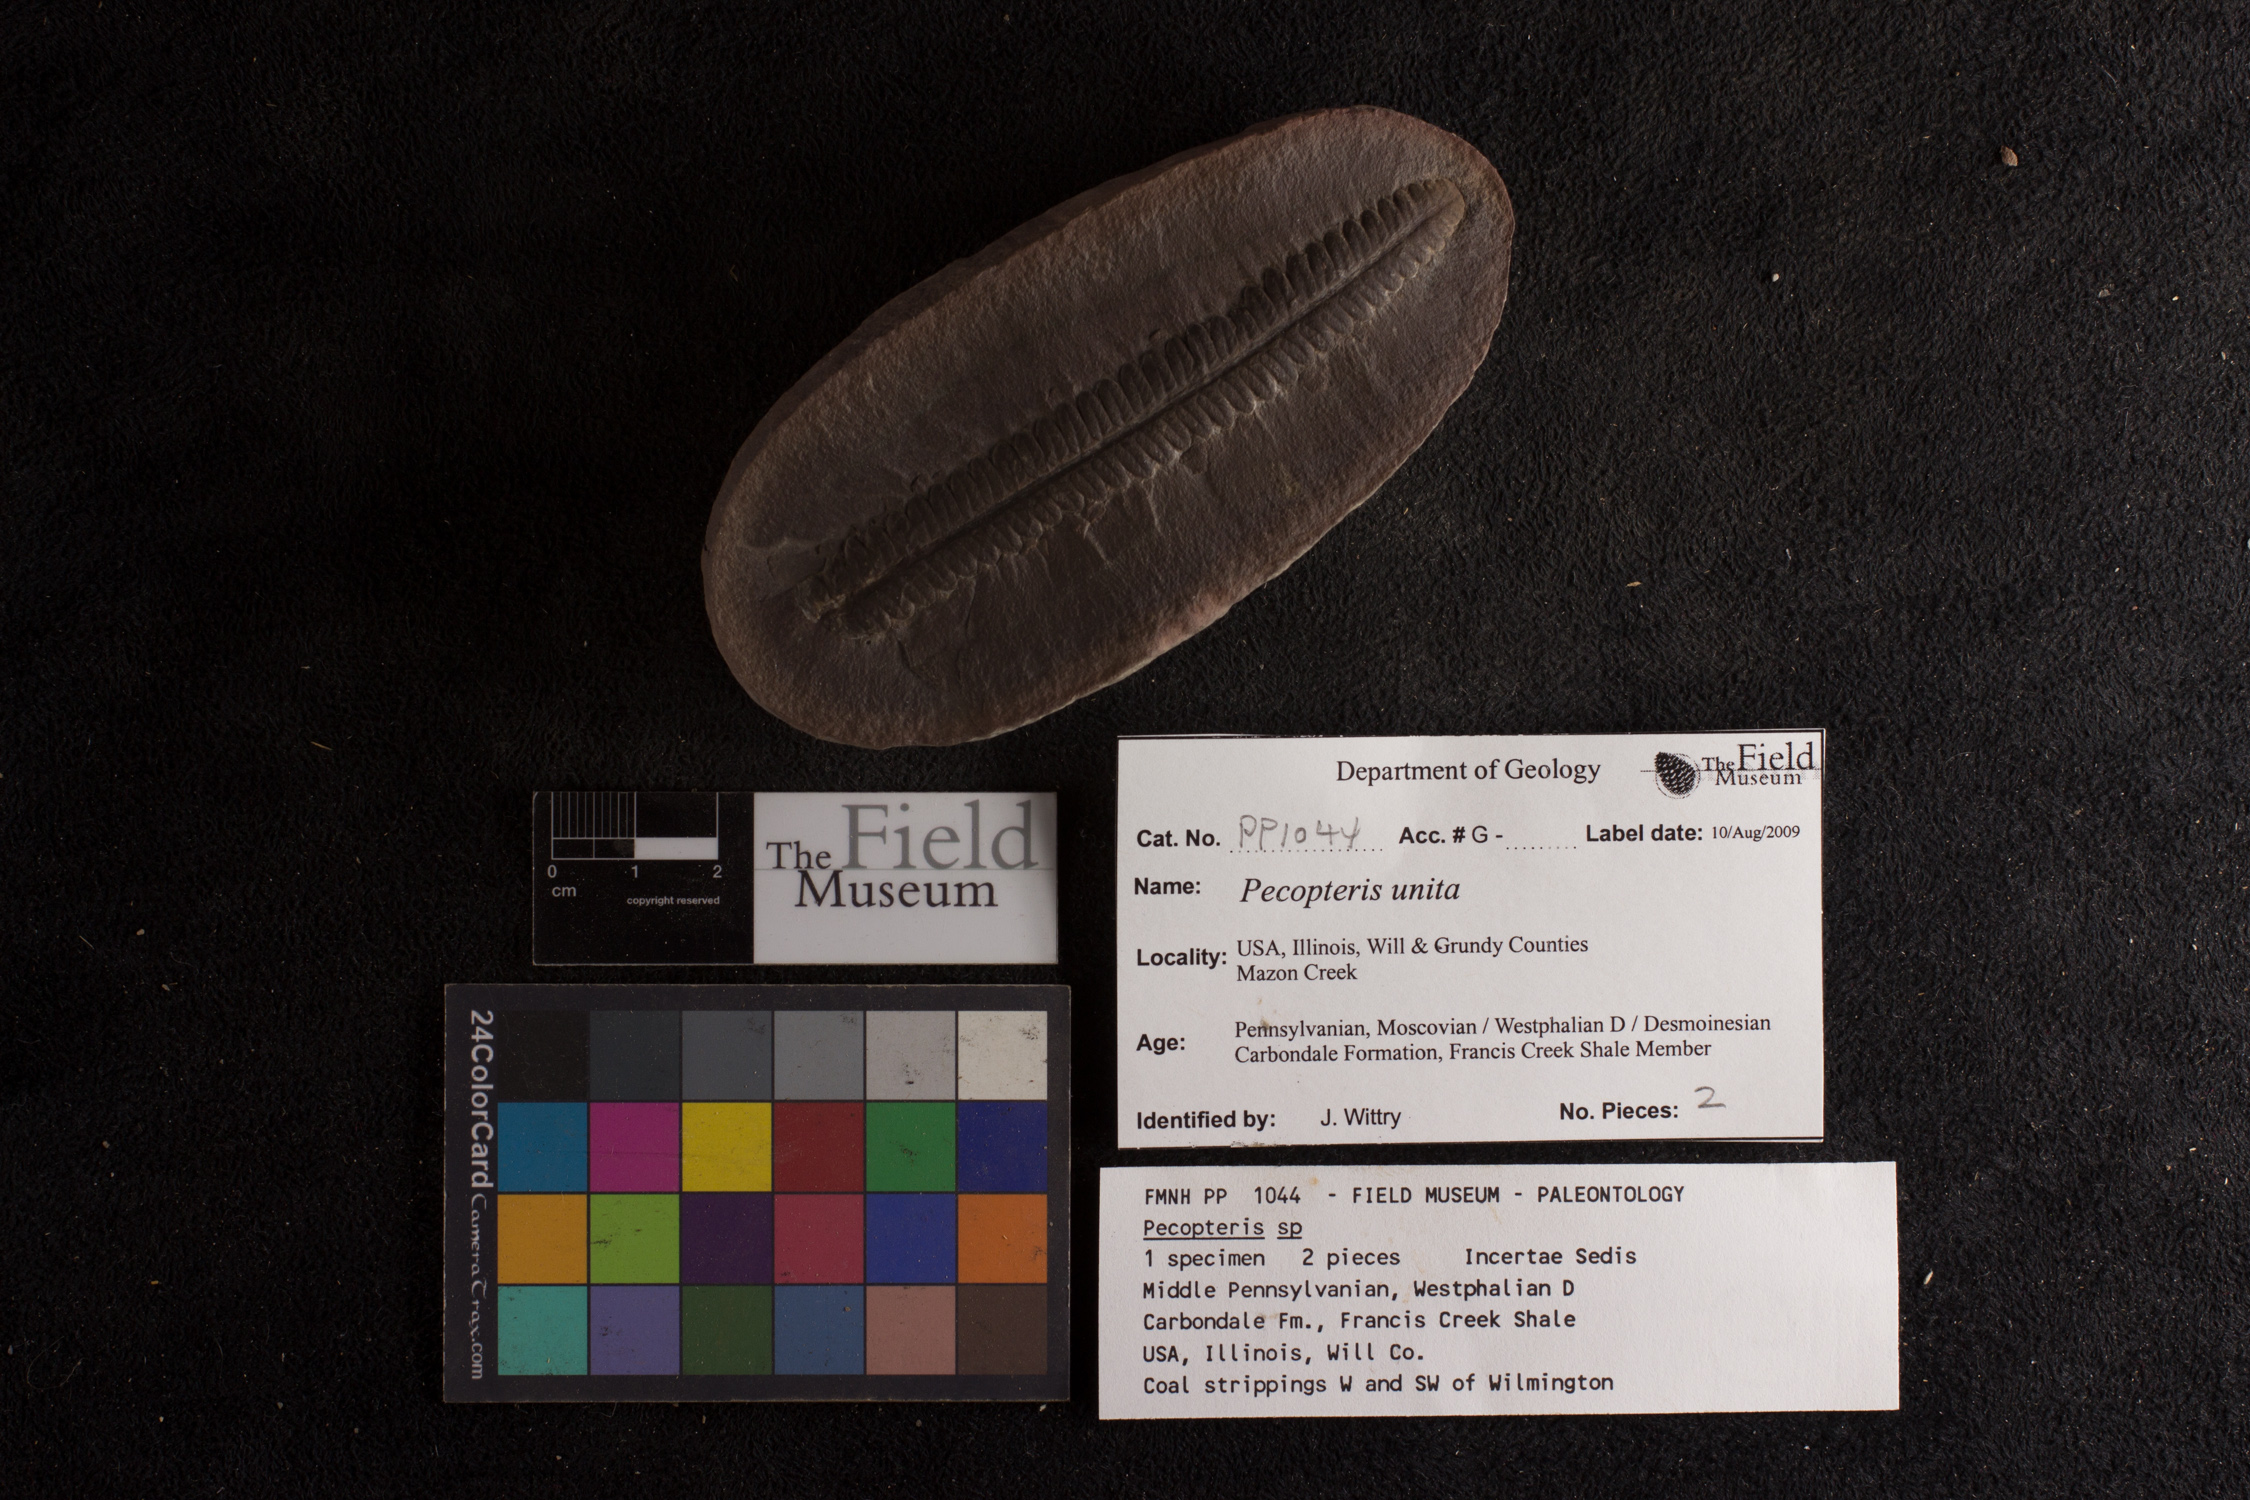 0 1 2
cm
copyright reserved
The Field
Museum
24ColorCard CameraTrax.com
Department of Geology
The Field
Museum
Cat. No. PP1044 Acc. # G - Label date: 10/Aug/2009
Name: Pecopteris unita
Locality: USA, Illinois, Will & Grundy Counties
Mazon Creek
Age: Pennsylvanian, Moscovian / Westphalian D / Desmoinesian
Carbondale Formation, Francis Creek Shale Member
Identified by: J. Wittry No. Pieces: 2
FMNH PP 1044 - FIELD MUSEUM - PALEONTOLOGY
Pecopteris sp
1 specimen 2 pieces Incertae Sedis
Middle Pennsylvanian, Westphalian D
Carbondale Fm., Francis Creek Shale
USA, Illinois, Will Co.
Coal strippings W and SW of Wilmington